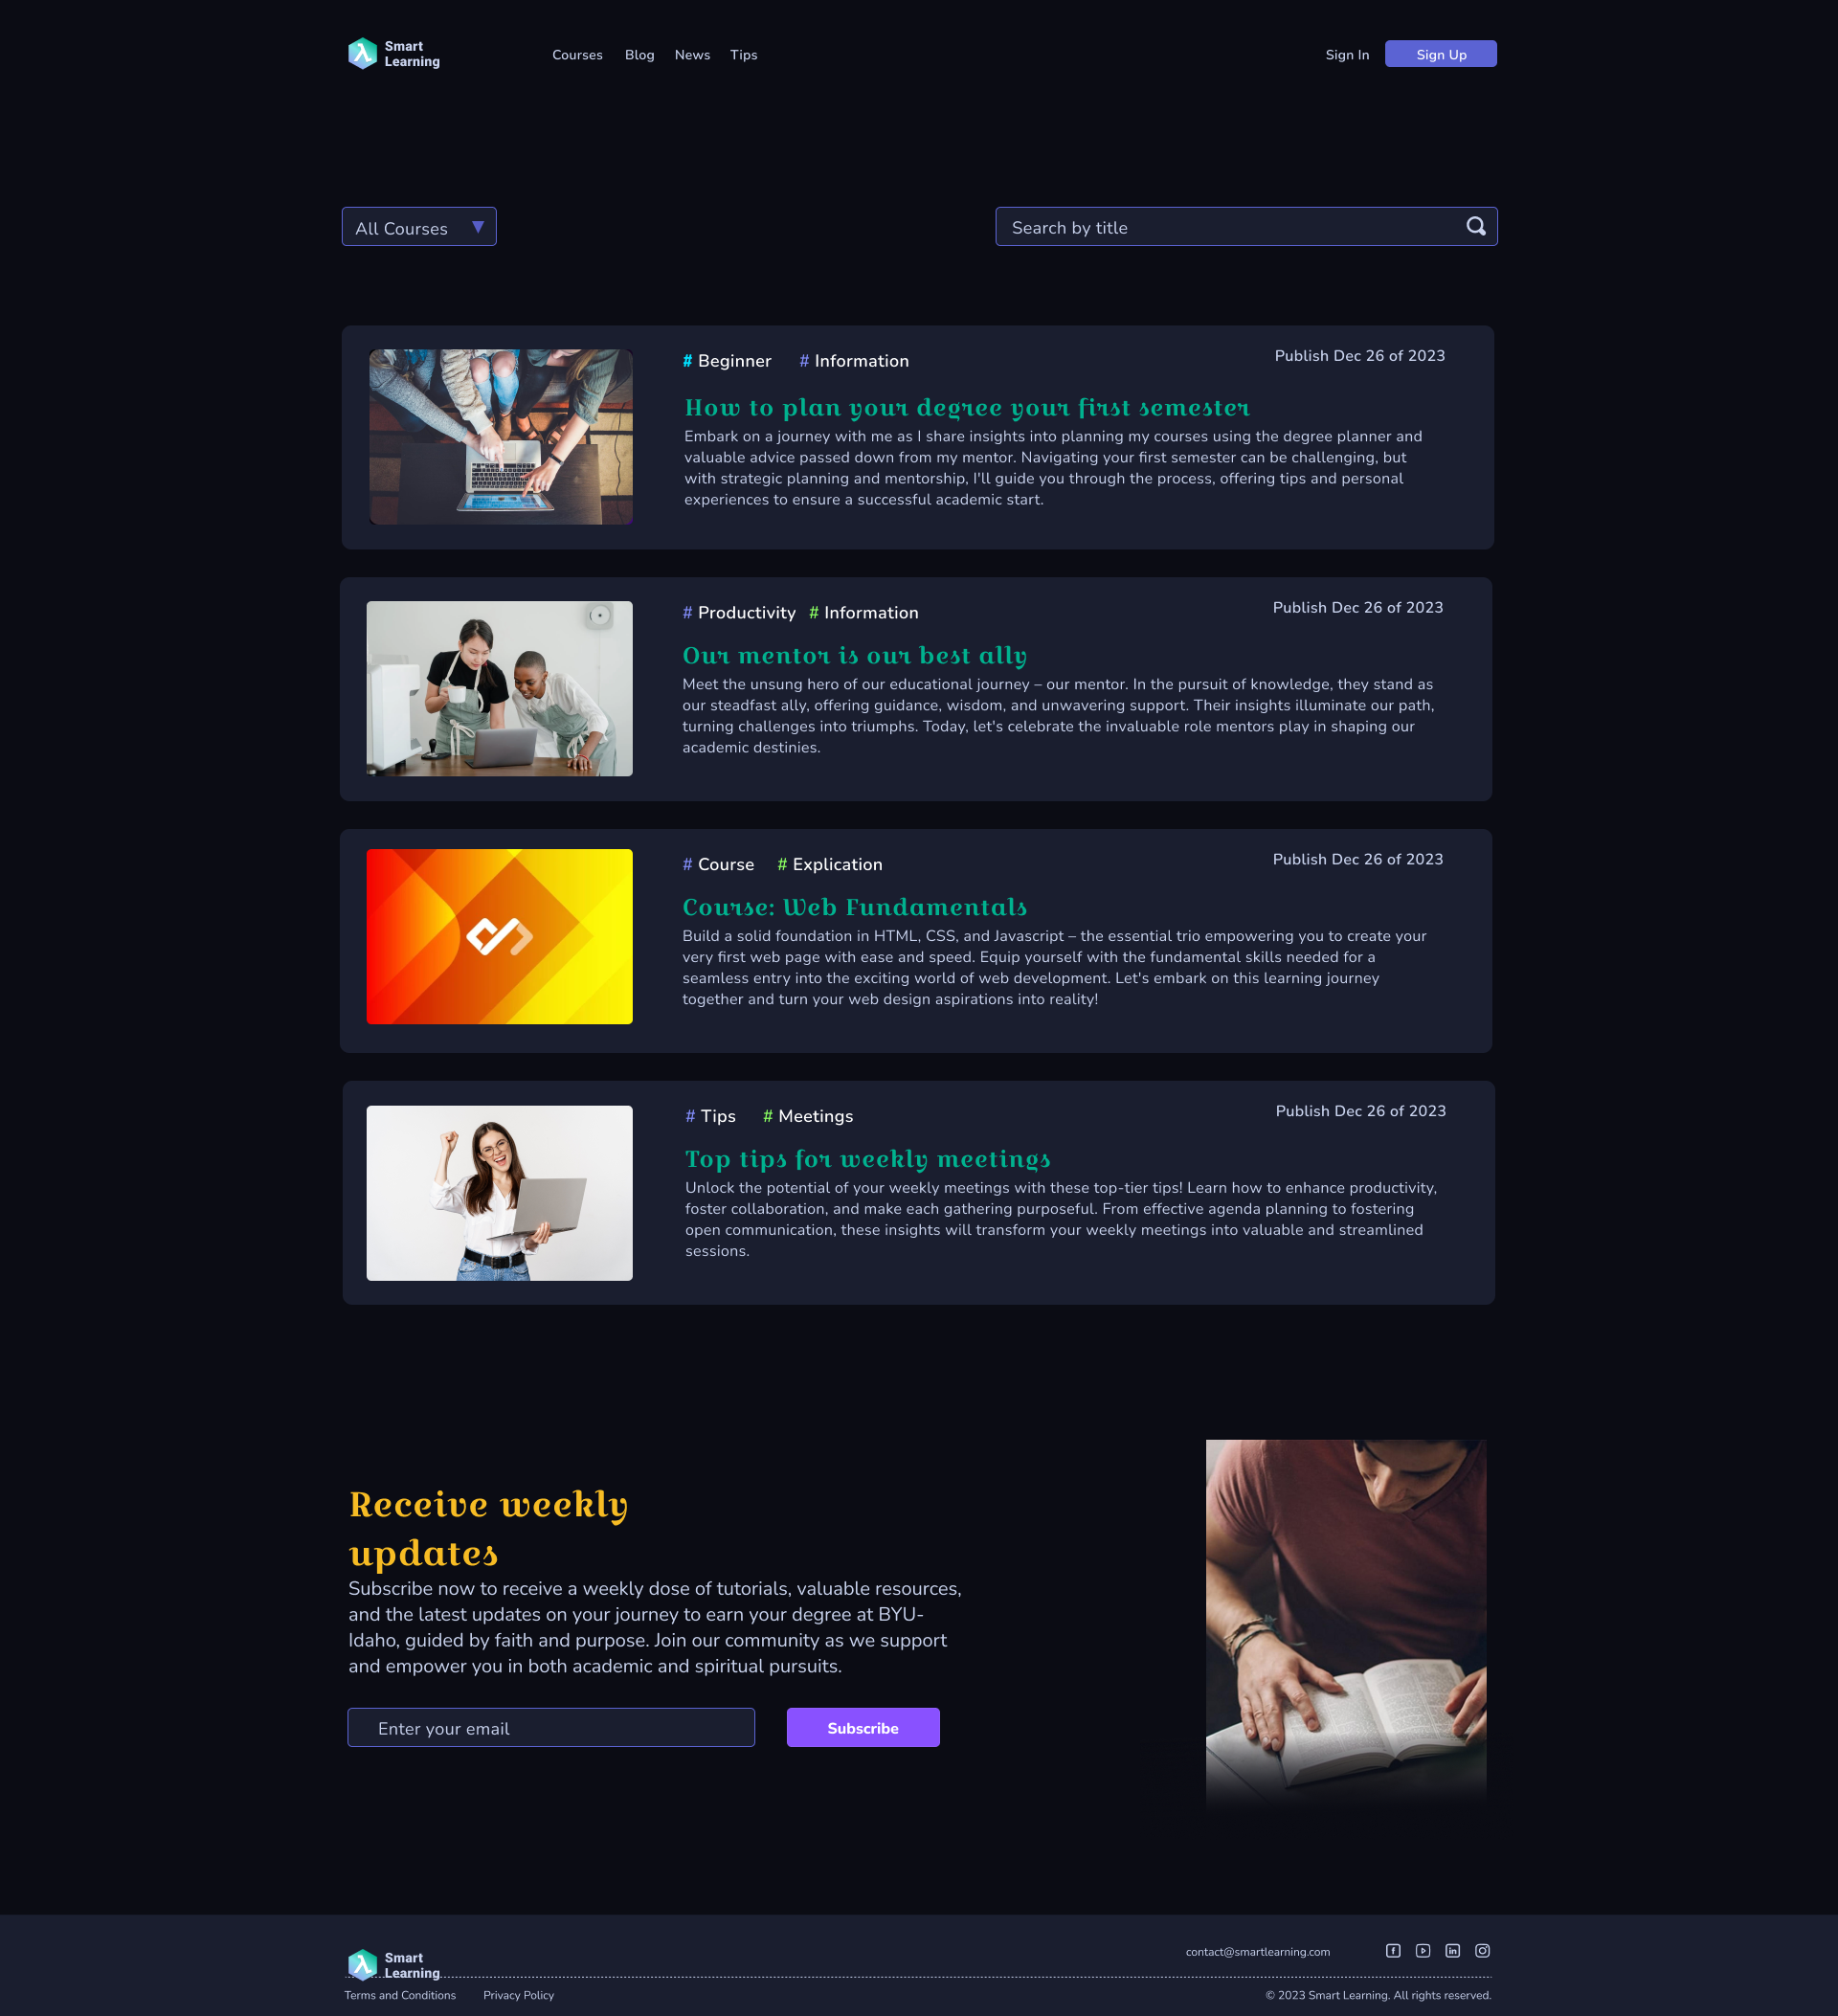 Smart
Learning
Courses Blog News Tips
Sign In Sign Up
All Courses
Search by title
# Beginner # Information
Publish Dec 26 of 2023
How to plan your degree your first semester
Embark on a journey with me as I share insights into planning my courses using the degree planner and
valuable advice passed down from my mentor. Navigating your first semester can be challenging, but
with strategic planning and mentorship, I'll guide you through the process, offering tips and personal
experiences to ensure a successful academic start.
# Productivity # Information
Publish Dec 26 of 2023
Our mentor is our best ally
Meet the unsung hero of our educational journey – our mentor. In the pursuit of knowledge, they stand as
our steadfast ally, offering guidance, wisdom, and unwavering support. Their insights illuminate our path,
turning challenges into triumphs. Today, let's celebrate the invaluable role mentors play in shaping our
academic destinies.
# Course # Explication
Publish Dec 26 of 2023
Course: Web Fundamentals
Build a solid foundation in HTML, CSS, and Javascript – the essential trio empowering you to create your
very first web page with ease and speed. Equip yourself with the fundamental skills needed for a
seamless entry into the exciting world of web development. Let's embark on this learning journey
together and turn your web design aspirations into reality!
# Tips # Meetings
Publish Dec 26 of 2023
Top tips for weekly meetings
Unlock the potential of your weekly meetings with these top-tier tips! Learn how to enhance productivity,
foster collaboration, and make each gathering purposeful. From effective agenda planning to fostering
open communication, these insights will transform your weekly meetings into valuable and streamlined
sessions.
Receive weekly
updates
Subscribe now to receive a weekly dose of tutorials, valuable resources,
and the latest updates on your journey to earn your degree at BYU-
Idaho, guided by faith and purpose. Join our community as we support
and empower you in both academic and spiritual pursuits.
Enter your email
Subscribe
Smart
Learning
contact@smartlearning.com
Terms and Conditions Privacy Policy
© 2023 Smart Learning. All rights reserved.